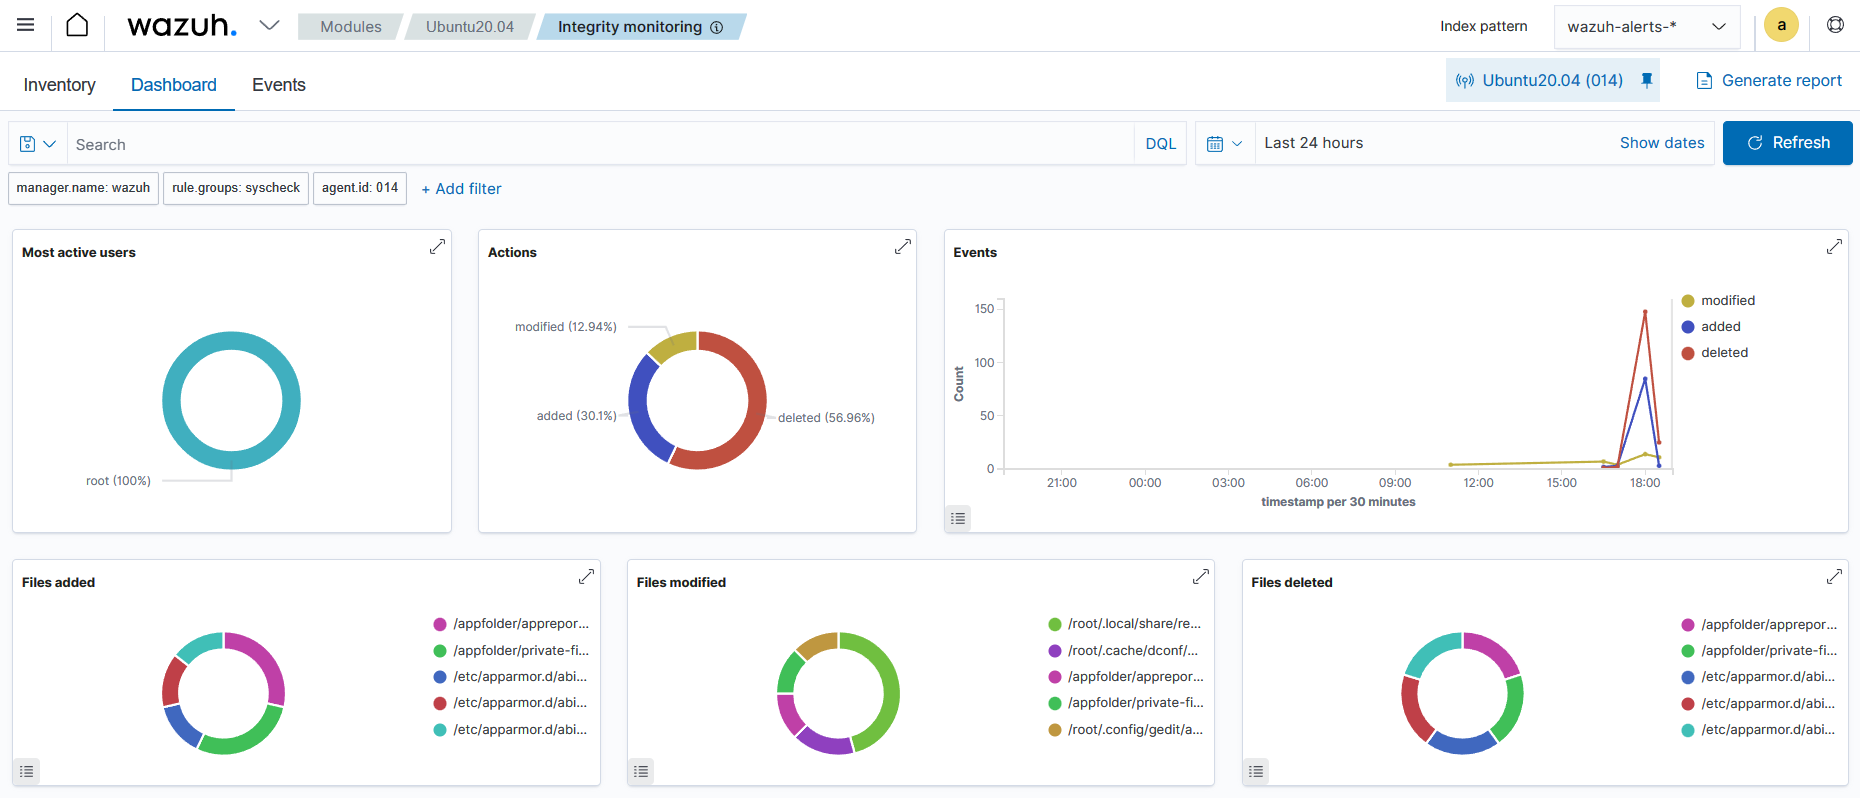 wazuh.
Modules
Ubuntu20.04
Integrity monitoring
Index pattern
wazuh-alerts-*
a
Inventory
Dashboard
Events
Ubuntu20.04 (014)
Generate report
Search
DQL
Last 24 hours
Show dates
Refresh
manager.name: wazuh
rule.groups: syscheck
agent.id: 014
+ Add filter
Most active users
root (100%)
Actions
modified (12.94%)
added (30.1%)
deleted (56.96%)
Events
Count
150
100
50
0
21:00
00:00
03:00
06:00
09:00
12:00
15:00
18:00
timestamp per 30 minutes
modified
added
deleted
Files added
/appfolder/apprepor...
/appfolder/private-fi...
/etc/apparmor.d/abi...
/etc/apparmor.d/abi...
/etc/apparmor.d/abi...
Files modified
/root/.local/share/re...
/root/.cache/dconf/...
/appfolder/apprepor...
/appfolder/private-fi...
/root/.config/gedit/a...
Files deleted
/appfolder/apprepor...
/appfolder/private-fi...
/etc/apparmor.d/abi...
/etc/apparmor.d/abi...
/etc/apparmor.d/abi...